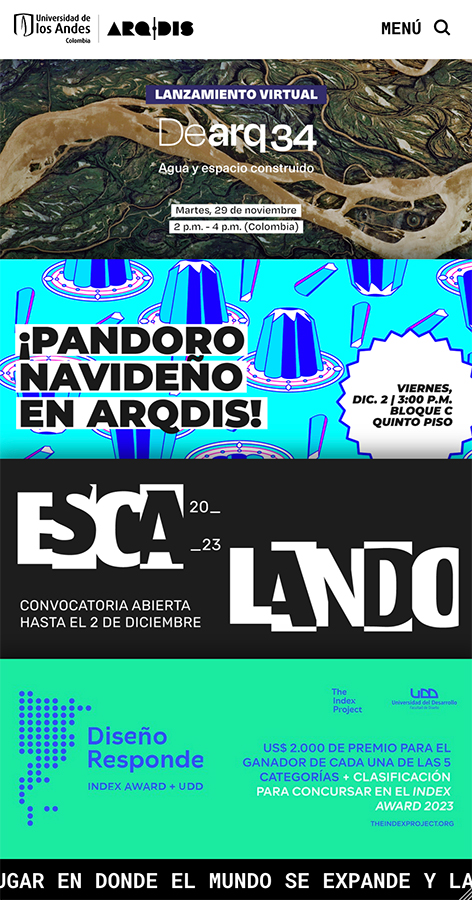 Universidad de
los Andes
Colombia
ARQDIS
MENÚ
LANZAMIENTO VIRTUAL
Dearq34
Agua y espacio construido
Martes, 29 de noviembre
2 p.m. - 4 p.m. (Colombia)
¡PANDORO
NAVIDEÑO
EN ARQDIS!
VIERNES,
DIC. 2 | 3:00 P.M.
BLOQUE C
QUINTO PISO
ESCA
20_
_23
LANDO
CONVOCATORIA ABIERTA
HASTA EL 2 DE DICIEMBRE
The
Index
Project
UDD
Universidad del Desarrollo
Diseño
Responde
INDEX AWARD + UDD
US$ 2.000 DE PREMIO PARA EL
GANADOR DE CADA UNA DE LAS 5
CATEGORÍAS + CLASIFICACIÓN
PARA CONCURSAR EN EL INDEX
AWARD 2023
THEINDEXPROJECT.ORG
UGAR EN DONDE EL MUNDO SE EXPANDE Y LA